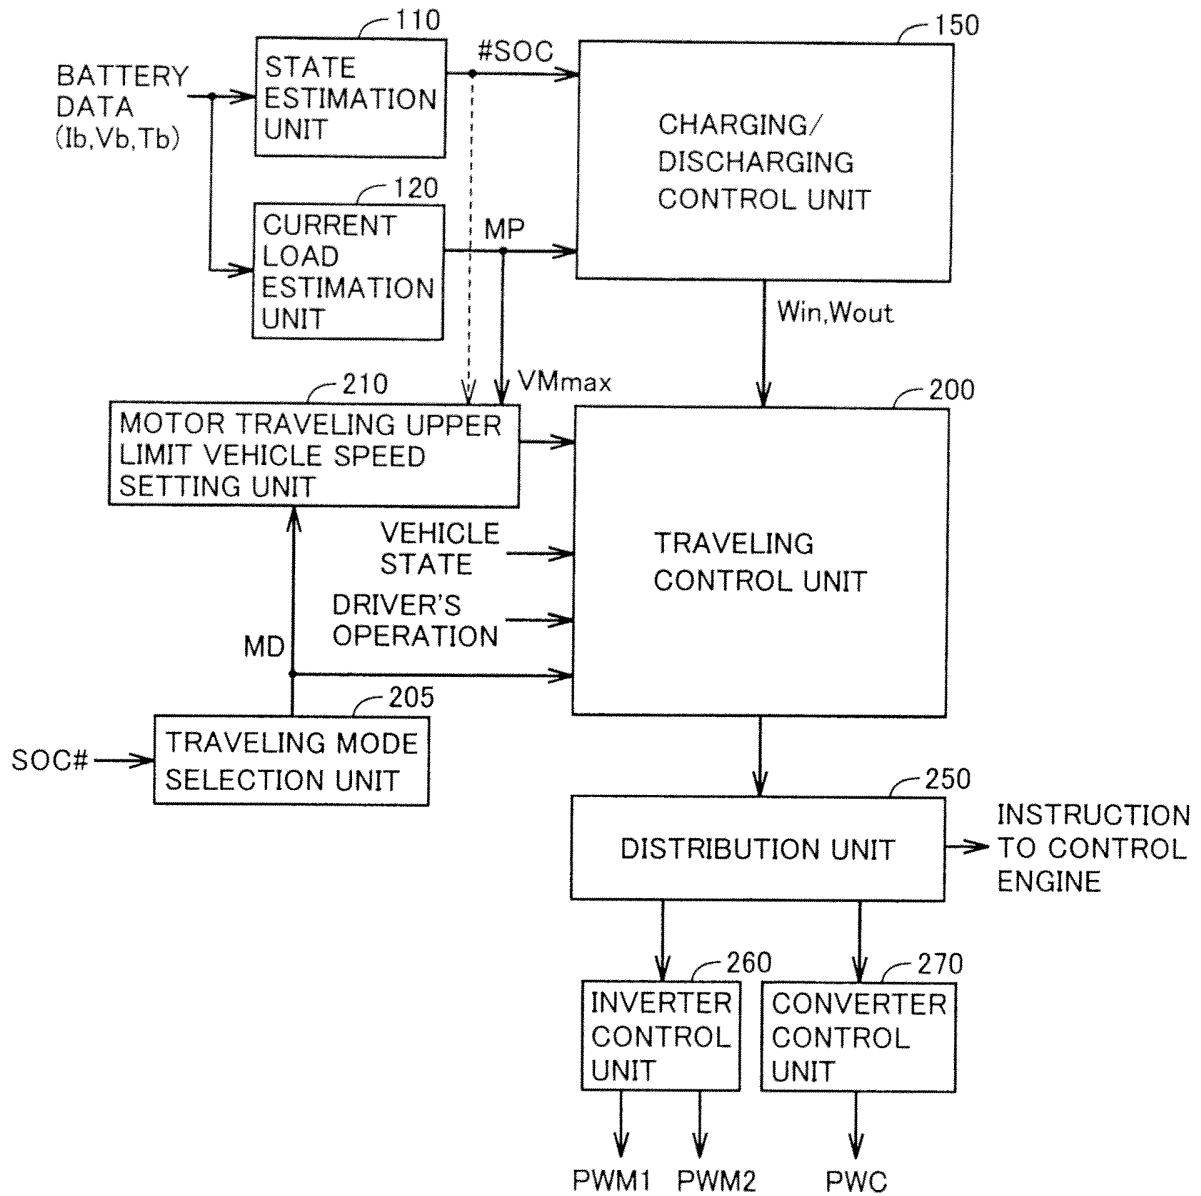 110
150
#SOC
BATTERY
DATA
(Ib,Vb,Tb)
STATE
ESTIMATION
UNIT
CHARGING/
DISCHARGING
CONTROL UNIT
120
CURRENT
LOAD
ESTIMATION
UNIT
MP
Win,Wout
210
VMmax
200
MOTOR TRAVELING UPPER
LIMIT VEHICLE SPEED
SETTING UNIT
VEHICLE
STATE
TRAVELING
CONTROL UNIT
DRIVER'S
OPERATION
MD
205
SOC#
TRAVELING MODE
SELECTION UNIT
250
DISTRIBUTION UNIT
INSTRUCTION
TO CONTROL
ENGINE
260
270
INVERTER
CONTROL
UNIT
CONVERTER
CONTROL
UNIT
PWM1
PWM2
PWC